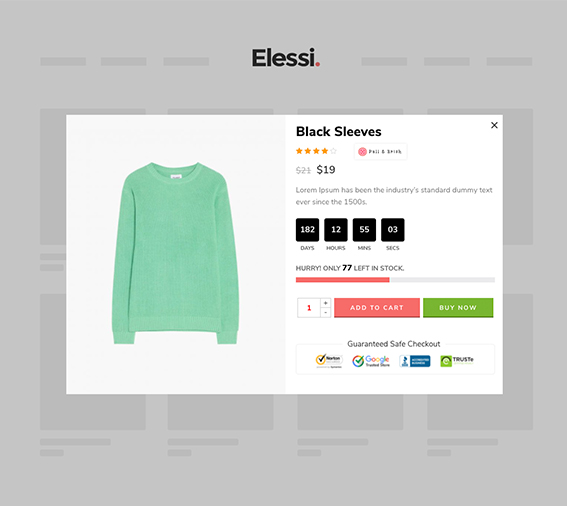 Elessi.
Black Sleeves
Pull & Bresh
$21 $19
Lorem Ipsum has been the industry's standard dummy text
ever since the 1500s.
182 12 55 03
DAYS HOURS MINS SECS
HURRY! ONLY 77 LEFT IN STOCK.
1 + -
ADD TO CART BUY NOW
Guaranteed Safe Checkout
Norton Google
Trusted Store
ACCREDITED
BUSINESS
TRUSTe